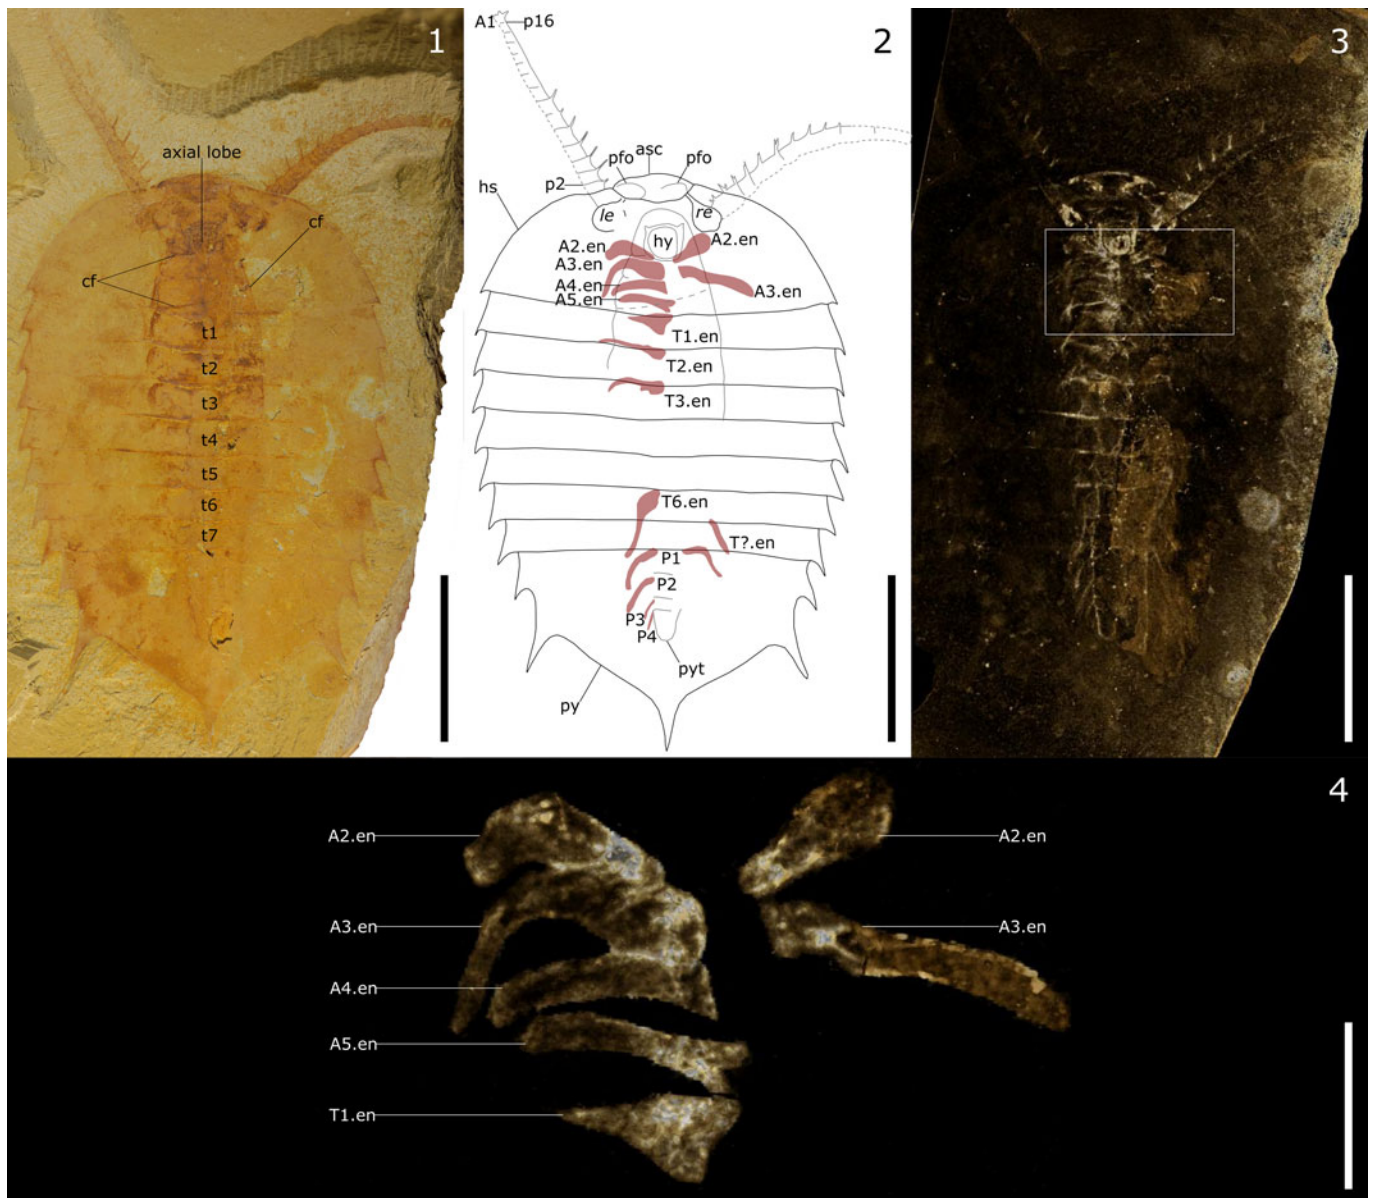 1
axial lobe
cf
cf
t1
t2
t3
t4
t5
t6
t7
2
A1
p16
pfo
asc
pfo
p2
hs
le
re
hy
A2.en
A2.en
A3.en
A4.en
A5.en
A3.en
T1.en
T2.en
T3.en
T6.en
T?.en
P1
P2
P3
P4
pyt
py
3
4
A2.en
A2.en
A3.en
A3.en
A4.en
A5.en
T1.en